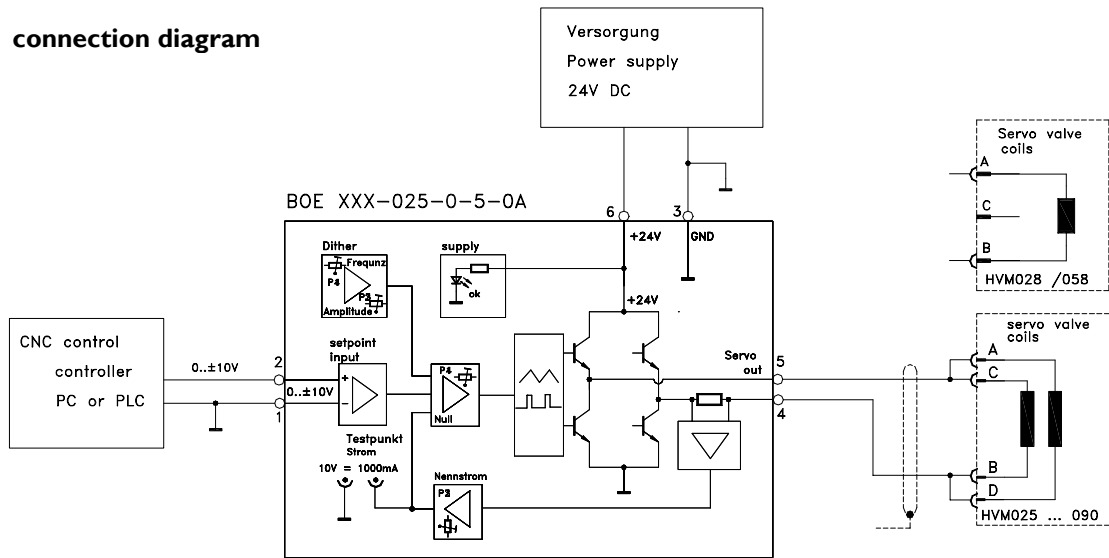 connection diagram
Versorgung
Power supply
24V DC
Servo valve
coils
A
C
B
HVM028 /058
BOE XXX-025-0-5-0A
6
3
+24V
GND
Dither
Frequnz
P4
P3
Amplitude
supply
ok
+24V
CNC control
controller
PC or PLC
0..±10V
2
0..±10V
1
setpoint
input
+
−
P4
Null
Servo
out
5
4
servo valve
coils
A
C
B
D
HVM025 ... 090
Testpunkt
Strom
10V = 1000mA
Nennstrom
P3